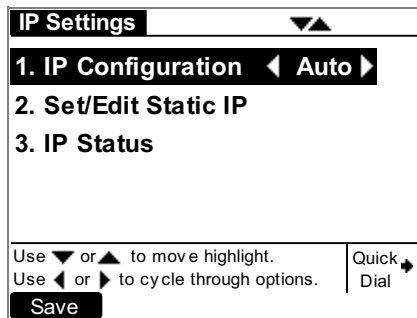 IP Settings ▼▲
1. IP Configuration ◀ Auto ▶
2. Set/Edit Static IP
3. IP Status
Use ▼ or ▲ to move highlight.
Use ◀ or ▶ to cycle through options.
Quick
Dial
Save